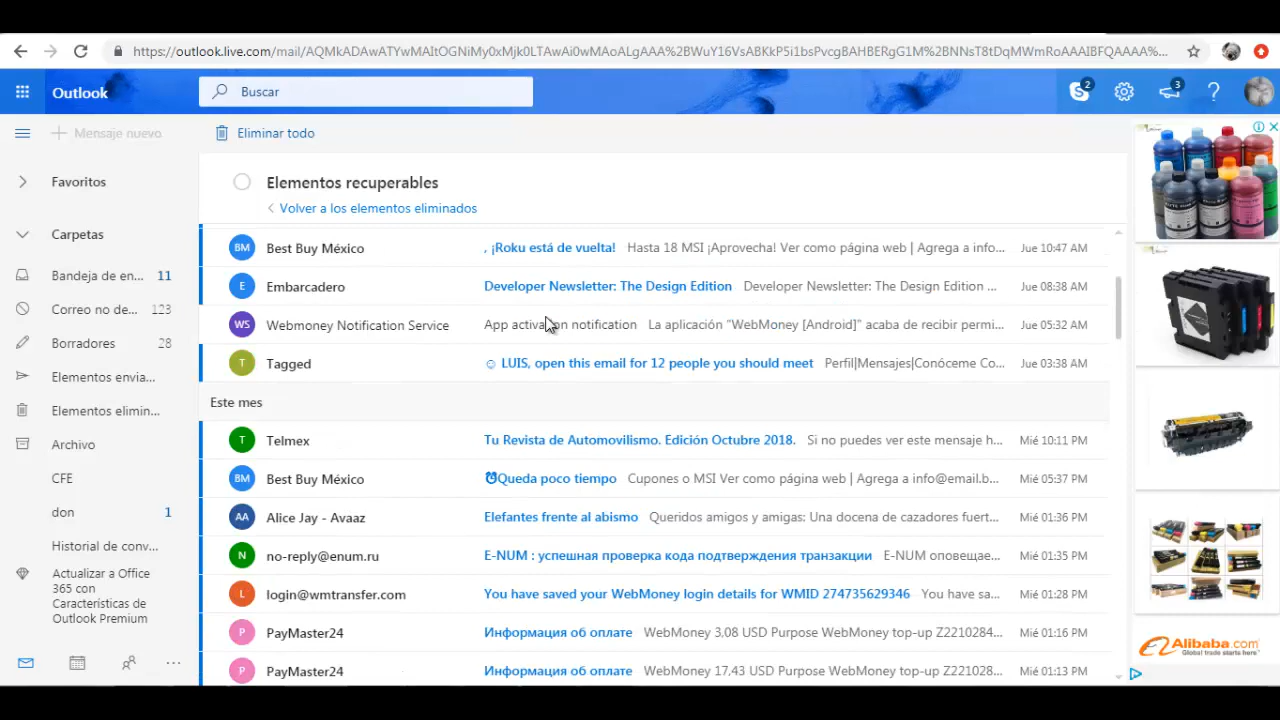 https://outlook.live.com/mail/AQMkADAwATYwMAItOGNiMy0xMjk0LTAwAi0wMAoALgAAA%2BWuY16VsABKkP5i1bsPvcgBAHBERgG1M%2BNNsT8tDqMWmRoAAAIBFQAAAA%...
Outlook
Buscar
2
3
Mensaje nuevo
Eliminar todo
Favoritos
Carpetas
Bandeja de en... 11
Correo no de... 123
Borradores 28
Elementos envia...
Elementos elimin...
Archivo
CFE
don 1
Historial de conv...
Actualizar a Office
365 con
Características de
Outlook Premium
Elementos recuperables
Volver a los elementos eliminados
BM Best Buy México , ¡Roku está de vuelta! Hasta 18 MSI ¡Aprovecha! Ver como página web | Agrega a info... Jue 10:47 AM
E Embarcadero Developer Newsletter: The Design Edition Developer Newsletter: The Design Edition ... Jue 08:38 AM
WS Webmoney Notification Service App activation notification La aplicación "WebMoney [Android]" acaba de recibir permi... Jue 05:32 AM
T Tagged ☺ LUIS, open this email for 12 people you should meet Perfil|Mensajes|Conóceme Co... Jue 03:38 AM
Este mes
T Telmex Tu Revista de Automovilismo. Edición Octubre 2018. Si no puedes ver este mensaje h... Mié 10:11 PM
BM Best Buy México ⏰Queda poco tiempo Cupones o MSI Ver como página web | Agrega a info@email.b... Mié 05:37 PM
AA Alice Jay - Avaaz Elefantes frente al abismo Queridos amigos y amigas: Una docena de cazadores fuert... Mié 01:36 PM
N no-reply@enum.ru E-NUM : успешная проверка кода подтверждения транзакции E-NUM оповещае... Mié 01:35 PM
L login@wmtransfer.com You have saved your WebMoney login details for WMID 274735629346 You have sa... Mié 01:28 PM
P PayMaster24 Информация об оплате WebMoney 3,08 USD Purpose WebMoney top-up Z2210284... Mié 01:16 PM
P PayMaster24 Информация об оплате WebMoney 17,43 USD Purpose WebMoney top-up Z221028... Mié 01:13 PM
Alibaba.com
Global trade starts here.™